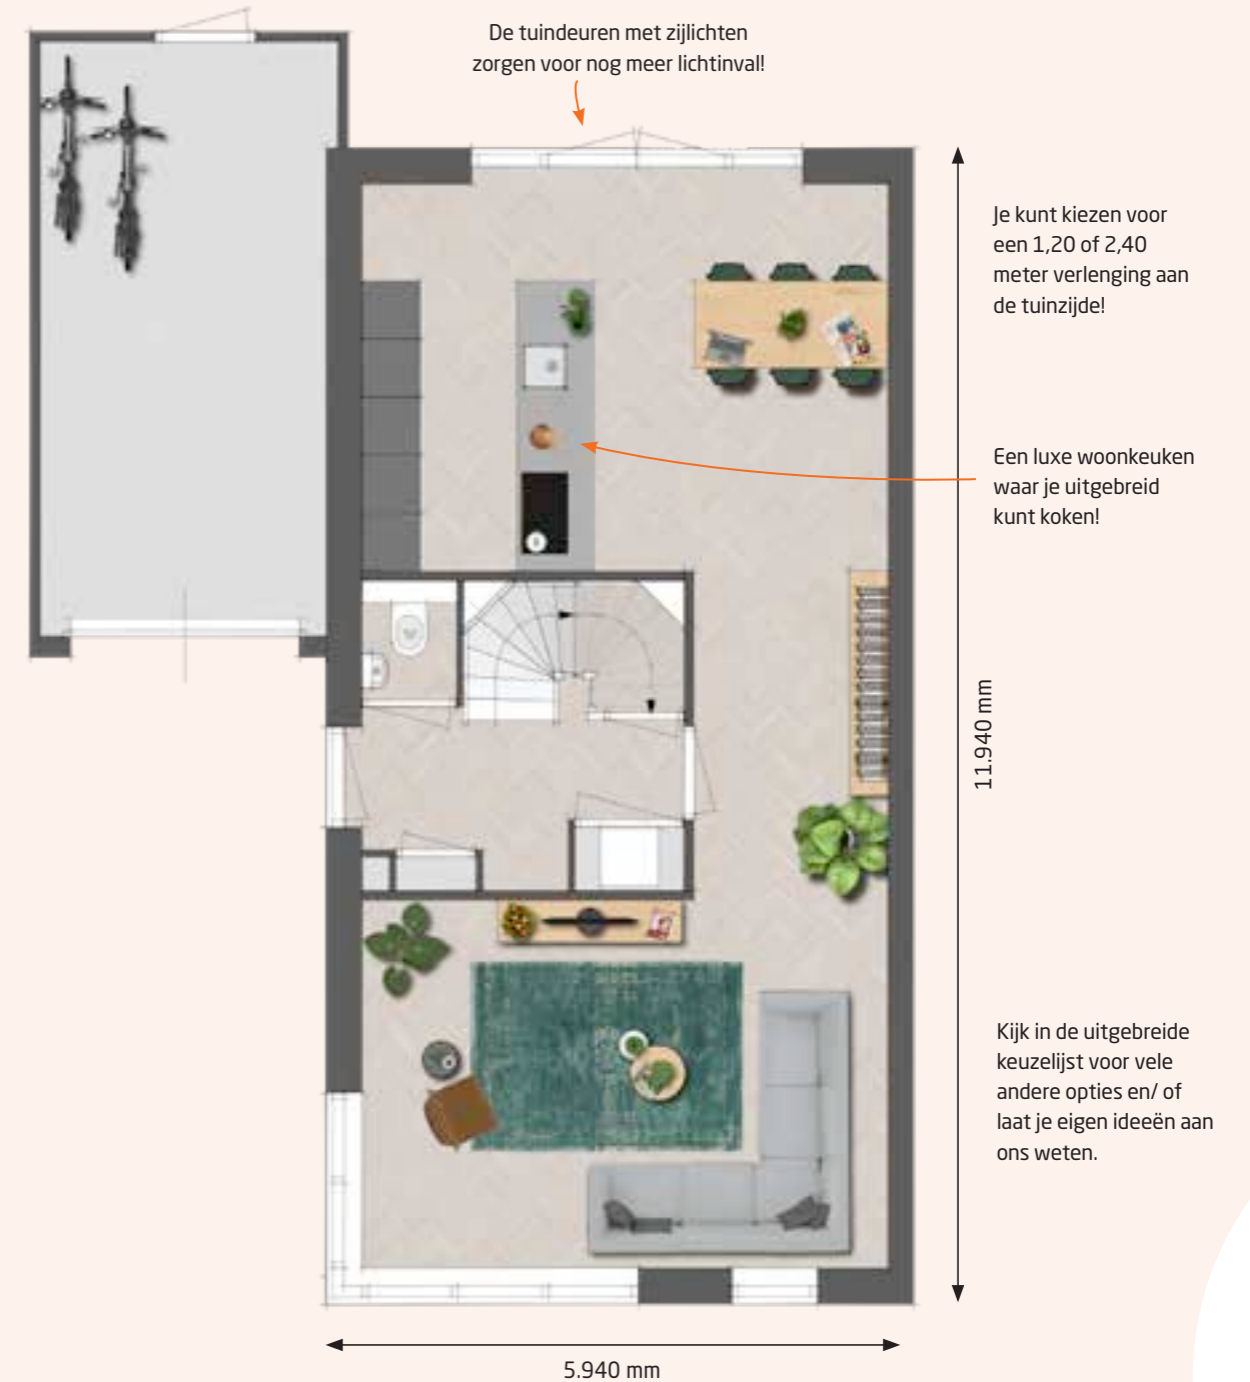 De tuindeuren met zijlichten
zorgen voor nog meer lichtinval!
Je kunt kiezen voor
een 1,20 of 2,40
meter verlenging aan
de tuinzijde!
Een luxe woonkeuken
waar je uitgebreid
kunt koken!
11.940 mm
Kijk in de uitgebreide
keuzelijst voor vele
andere opties en/ of
laat je eigen ideeën aan
ons weten.
5.940 mm